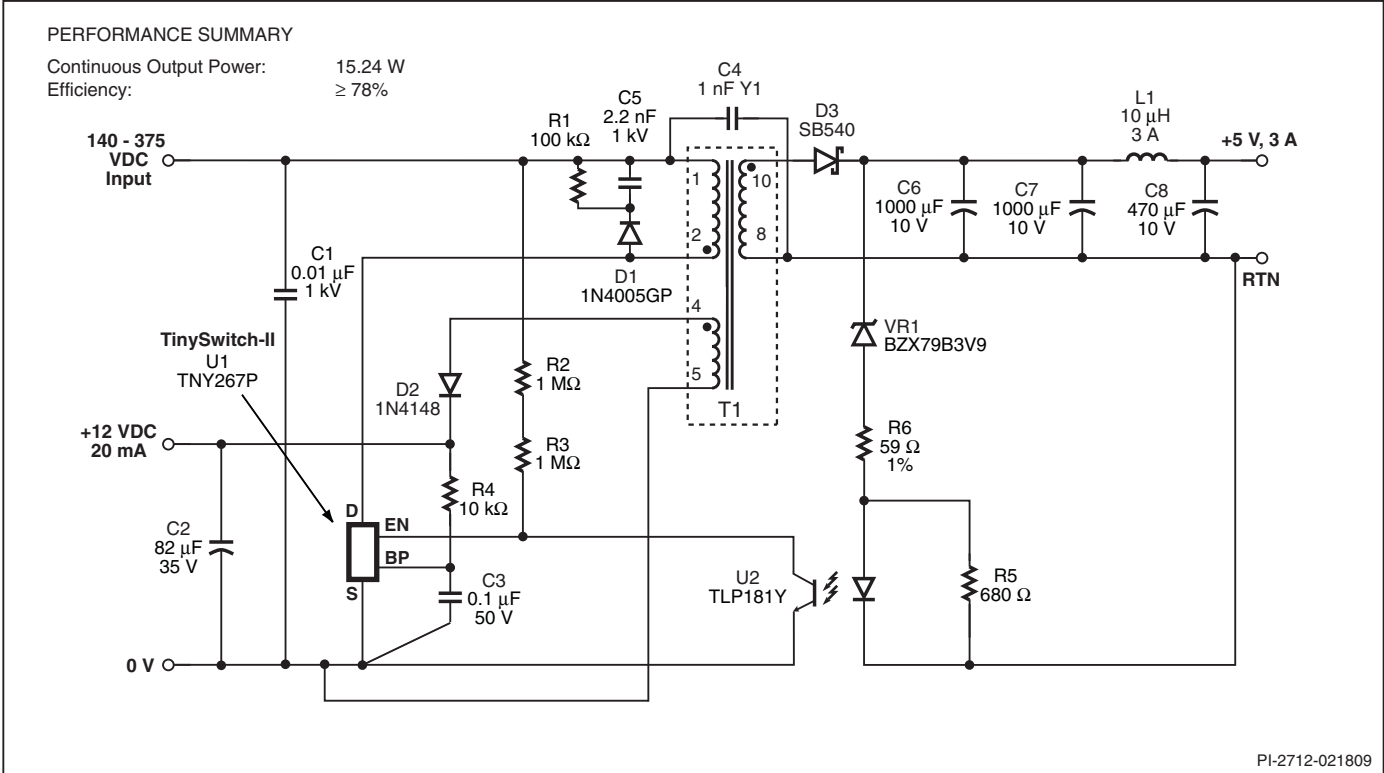 PERFORMANCE SUMMARY
Continuous Output Power: 15.24 W
Efficiency: ≥ 78%
C4
1 nF Y1
C5
2.2 nF
1 kV
R1
100 kΩ
D3
SB540
L1
10 μH
3 A
140 - 375
VDC
Input
+5 V, 3 A
1
10
2
8
C6
1000 μF
10 V
C7
1000 μF
10 V
C8
470 μF
10 V
RTN
C1
0.01 μF
1 kV
D1
1N4005GP
4
5
T1
TinySwitch-II
U1
TNY267P
D2
1N4148
R2
1 MΩ
VR1
BZX79B3V9
+12 VDC
20 mA
R3
1 MΩ
R6
59 Ω
1%
R4
10 kΩ
D
EN
BP
S
C2
82 μF
35 V
C3
0.1 μF
50 V
U2
TLP181Y
R5
680 Ω
0 V
PI-2712-021809